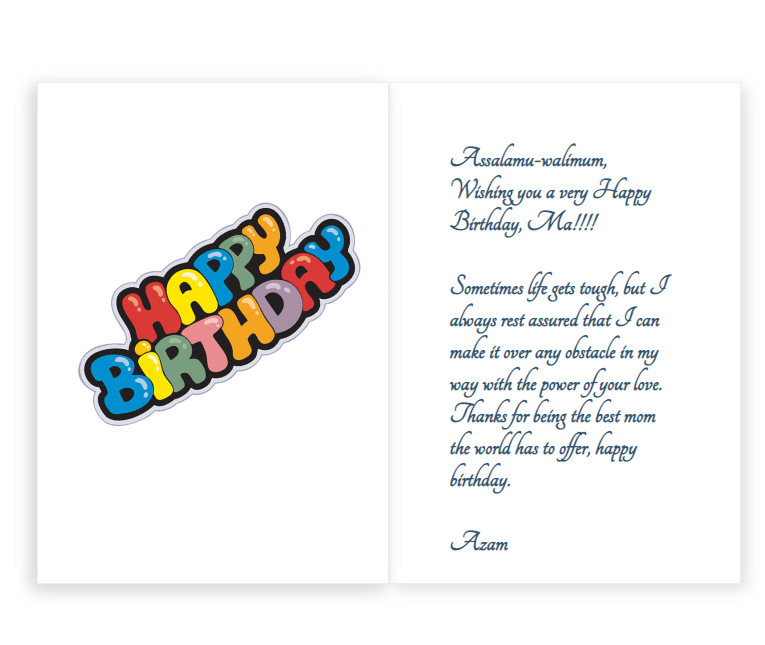 HAPPY
BIRTHDAY
Assalamu-walimum,
Wishing you a very Happy
Birthday, Ma!!!!
Sometimes life gets tough, but I
always rest assured that I can
make it over any obstacle in my
way with the power of your love.
Thanks for being the best mom
the world has to offer, happy
birthday.
Azam